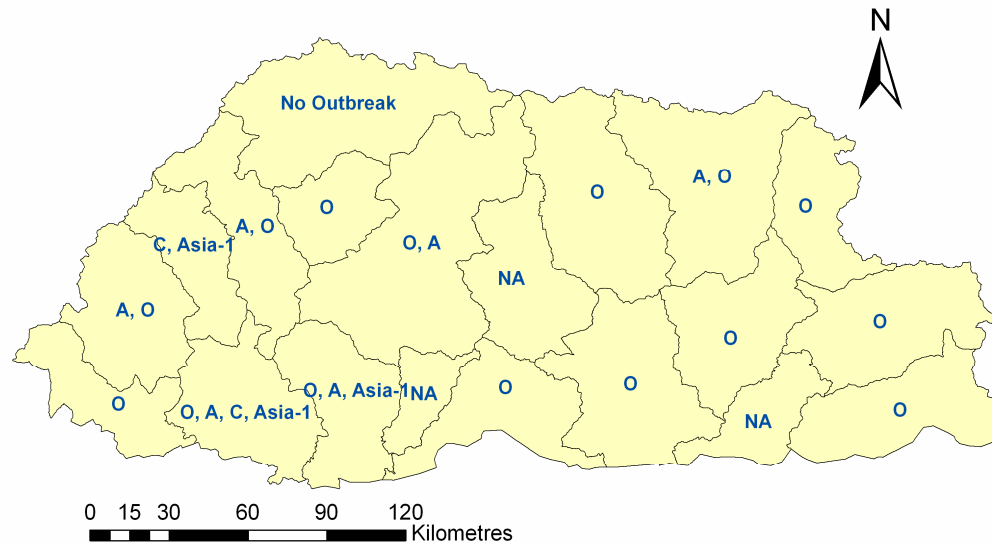 N
No Outbreak
A, O
O
O
O
A, O
C, Asia-1
O, A
NA
A, O
O
O
O
O, A, Asia-1
NA
O
O
O
O, A, C, Asia-1
NA
O
0 15 30 60 90 120
Kilometres